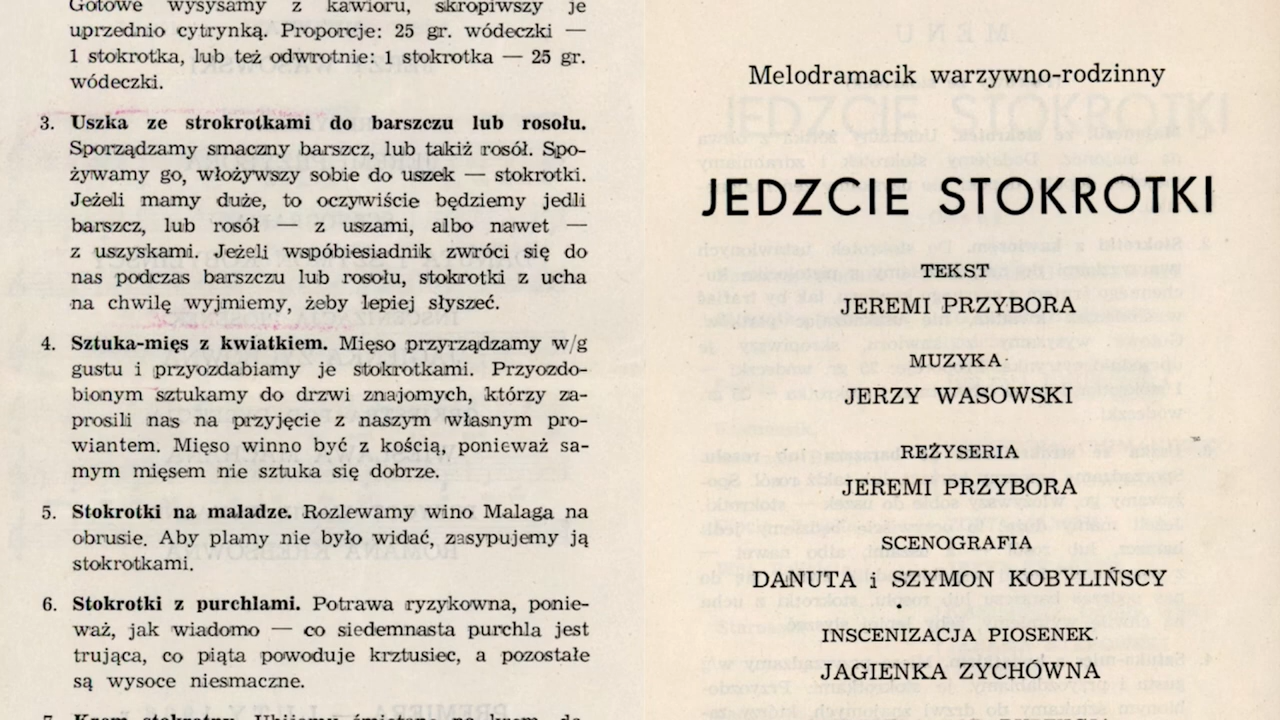 Gotowe wysysamy z kawioru, skropiwszy je
uprzednio cytrynką. Proporcje: 25 gr. wódeczki —
1 stokrotka, lub też odwrotnie: 1 stokrotka — 25 gr.
wódeczki.
3. Uszka ze strokrotkami do barszczu lub rosołu.
Sporządzamy smaczny barszcz, lub takiż rosół. Spo-
żywamy go, włożywszy sobie do uszek — stokrotki.
Jeżeli mamy duże, to oczywiście będziemy jedli
barszcz, lub rosół — z uszami, albo nawet —
z uszyskami. Jeżeli współbiesiadnik zwróci się do
nas podczas barszczu lub rosołu, stokrotki z ucha
na chwilę wyjmiemy, żeby lepiej słyszeć.
4. Sztuka-mięs z kwiatkiem. Mięso przyrządzamy w/g
gustu i przyozdabiamy je stokrotkami. Przyozdo-
bionym sztukamy do drzwi znajomych, którzy za-
prosili nas na przyjęcie z naszym własnym pro-
wiantem. Mięso winno być z kością, ponieważ sa-
mym mięsem nie sztuka się dobrze.
5. Stokrotki na maladze. Rozlewamy wino Malaga na
obrusie. Aby plamy nie było widać, zasypujemy ją
stokrotkami.
6. Stokrotki z purchlami. Potrawa ryzykowna, ponie-
waż, jak wiadomo — co siedemnasta purchla jest
trująca, co piąta powoduje krztusiec, a pozostałe
są wysoce niesmaczne.
7. Krem stokrotny. Ubijamy śmietanę na krem, do-
Melodramacik warzywno-rodzinny
JEDZCIE STOKROTKI
TEKST
JEREMI PRZYBORA
MUZYKA
JERZY WASOWSKI
REŻYSERIA
JEREMI PRZYBORA
SCENOGRAFIA
DANUTA i SZYMON KOBYLIŃSCY
INSCENIZACJA PIOSENEK
JAGIENKA ZYCHÓWNA